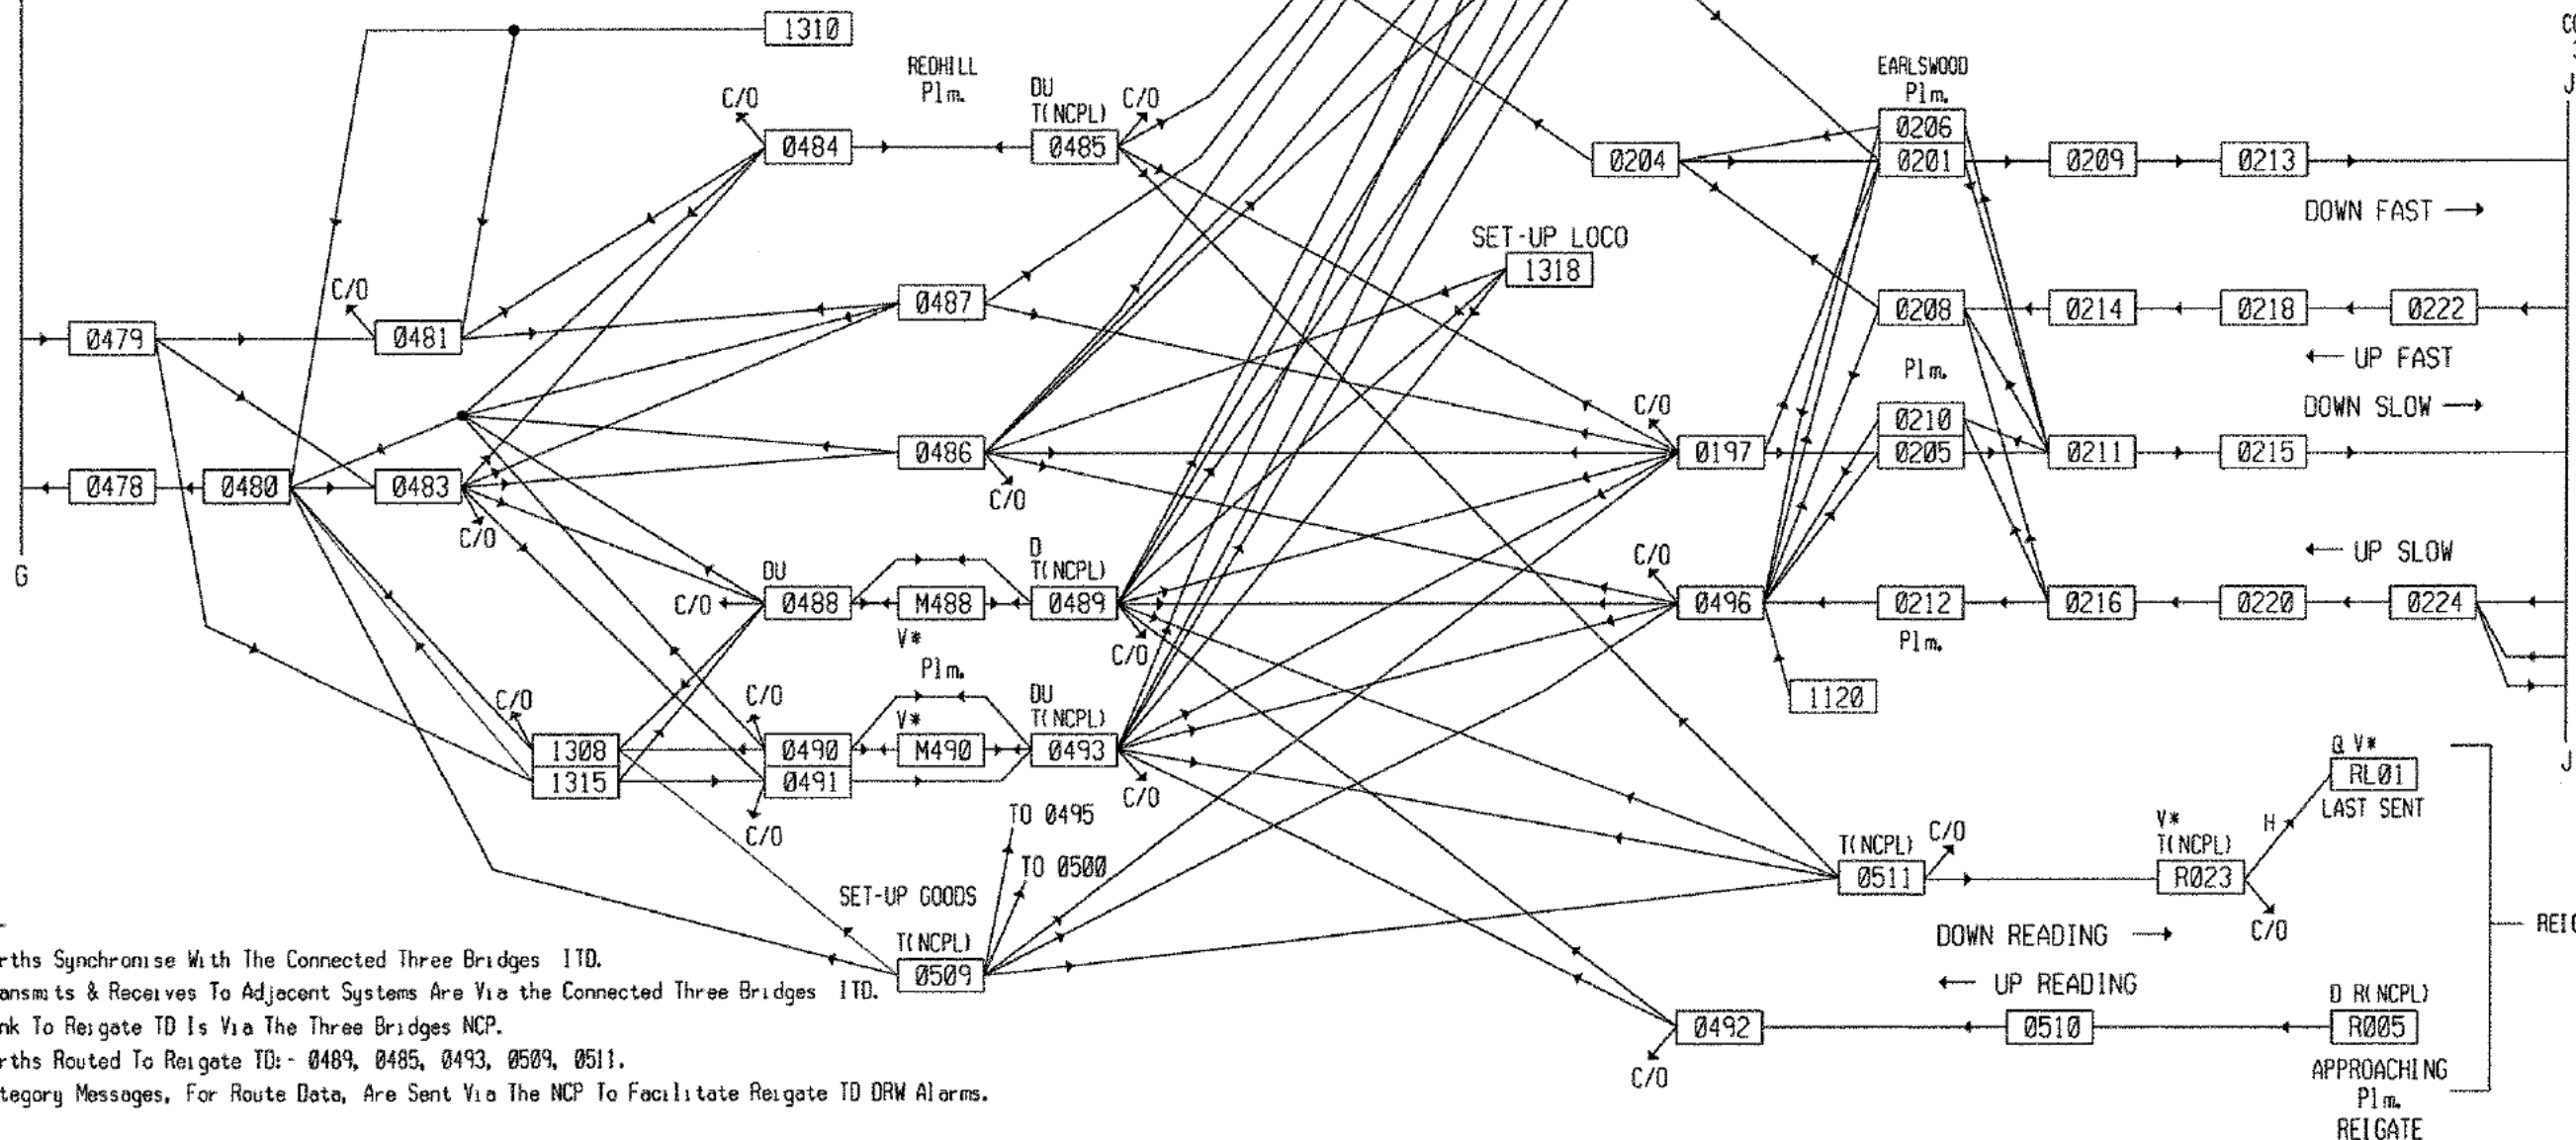 CO
1310
J
REDHILL
Plm.
EARLSWOOD
Plm.
C/O
DU
T(NCPL)
C/O
0206
0484
0485
0204
0201
0209
0213
DOWN FAST →
SET-UP LOCO
1318
C/O
0487
0208
0214
0218
0222
0479
0481
← UP FAST
Plm.
DOWN SLOW →
C/O
0210
0486
0197
0205
0211
0215
0478
0480
0483
C/O
C/O
D
T(NCPL)
C/O
← UP SLOW
G
DU
C/O
0488
M488
0489
0496
0212
0216
0220
0224
V*
Plm.
C/O
Plm.
C/O
C/O
V*
DU
T(NCPL)
1120
1308
0490
M490
0493
Q V*
RL01
1315
0491
C/O
LAST SENT
J
C/O
TO 0495
H
T(NCPL)
C/O
V*
T(NCPL)
TO 0500
0511
R023
SET-UP GOODS
C/O
REIG
DOWN READING →
T(NCPL)
0509
← UP READING
rths Synchronise With The Connected Three Bridges ITD.
ansmits & Receives To Adjacent Systems Are Via the Connected Three Bridges ITD.
nk To Reigate TD Is Via The Three Bridges NCP.
rths Routed To Reigate TD:- 0489, 0485, 0493, 0509, 0511.
tegory Messages, For Route Data, Are Sent Via The NCP To Facilitate Reigate TD DRW Alarms.
D R(NCPL)
0492
0510
R005
C/O
APPROACHING
Plm.
REIGATE